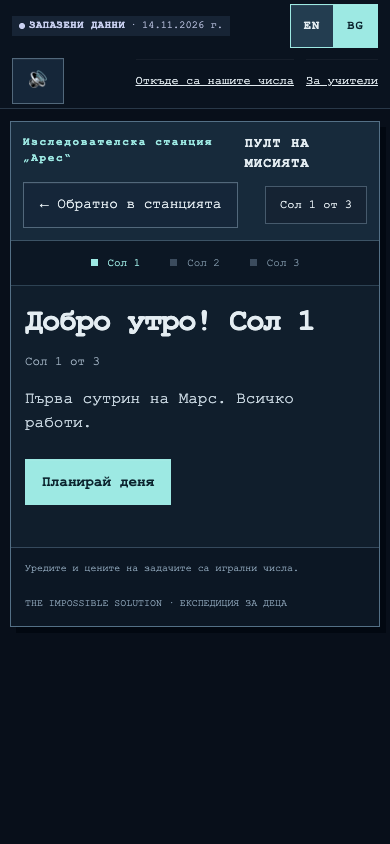 ЗАПАЗЕНИ ДАННИ · 14.11.2026 г.
EN BG
Откъде са нашите числа За учители
Изследователска станция „Арес“
ПУЛТ НА МИСИЯТА
← Обратно в станцията
Сол 1 от 3
Сол 1 Сол 2 Сол 3
Добро утро! Сол 1
Сол 1 от 3
Първа сутрин на Марс. Всичко
работи.
Планирай деня
Уредите и цените на задачите са игрални числа.
THE IMPOSSIBLE SOLUTION · ЕКСПЕДИЦИЯ ЗА ДЕЦА